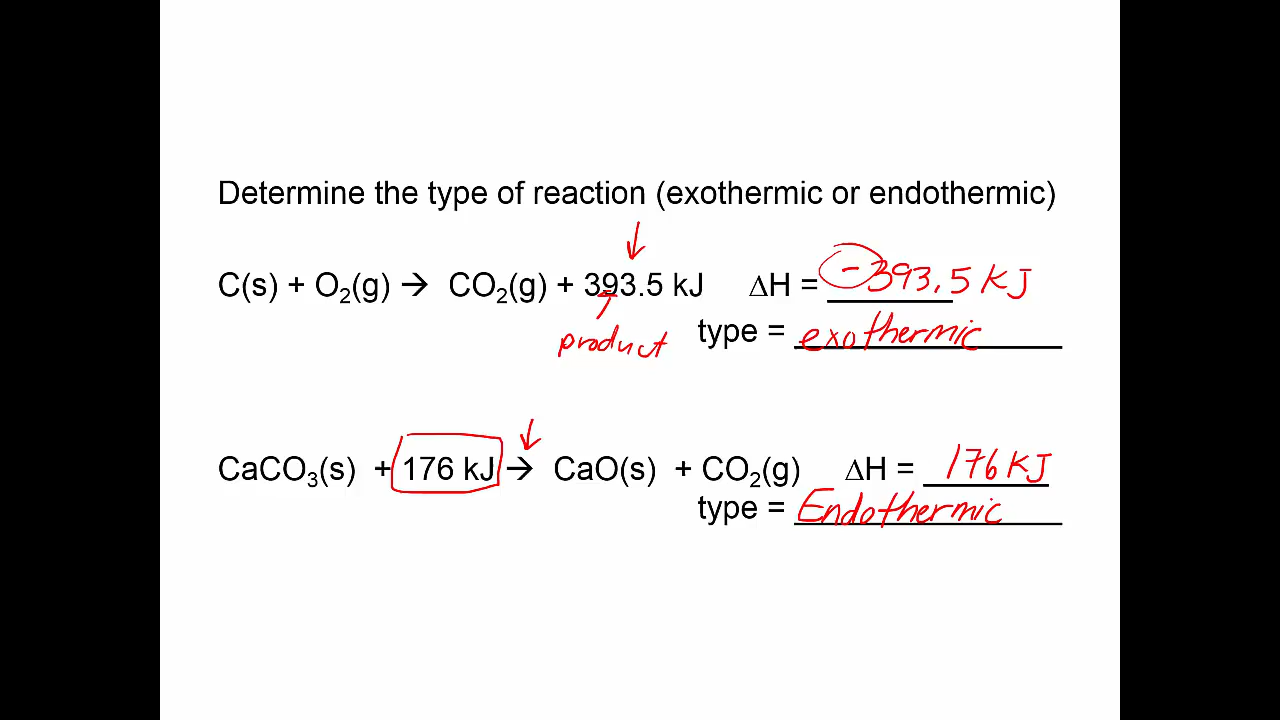 Determine the type of reaction (exothermic or endothermic)
C(s) + O₂(g) → CO₂(g) + 393.5 kJ ΔH = -393.5 KJ
product type = exothermic
CaCO₃(s) + 176 kJ → CaO(s) + CO₂(g) ΔH = 176 KJ
type = Endothermic